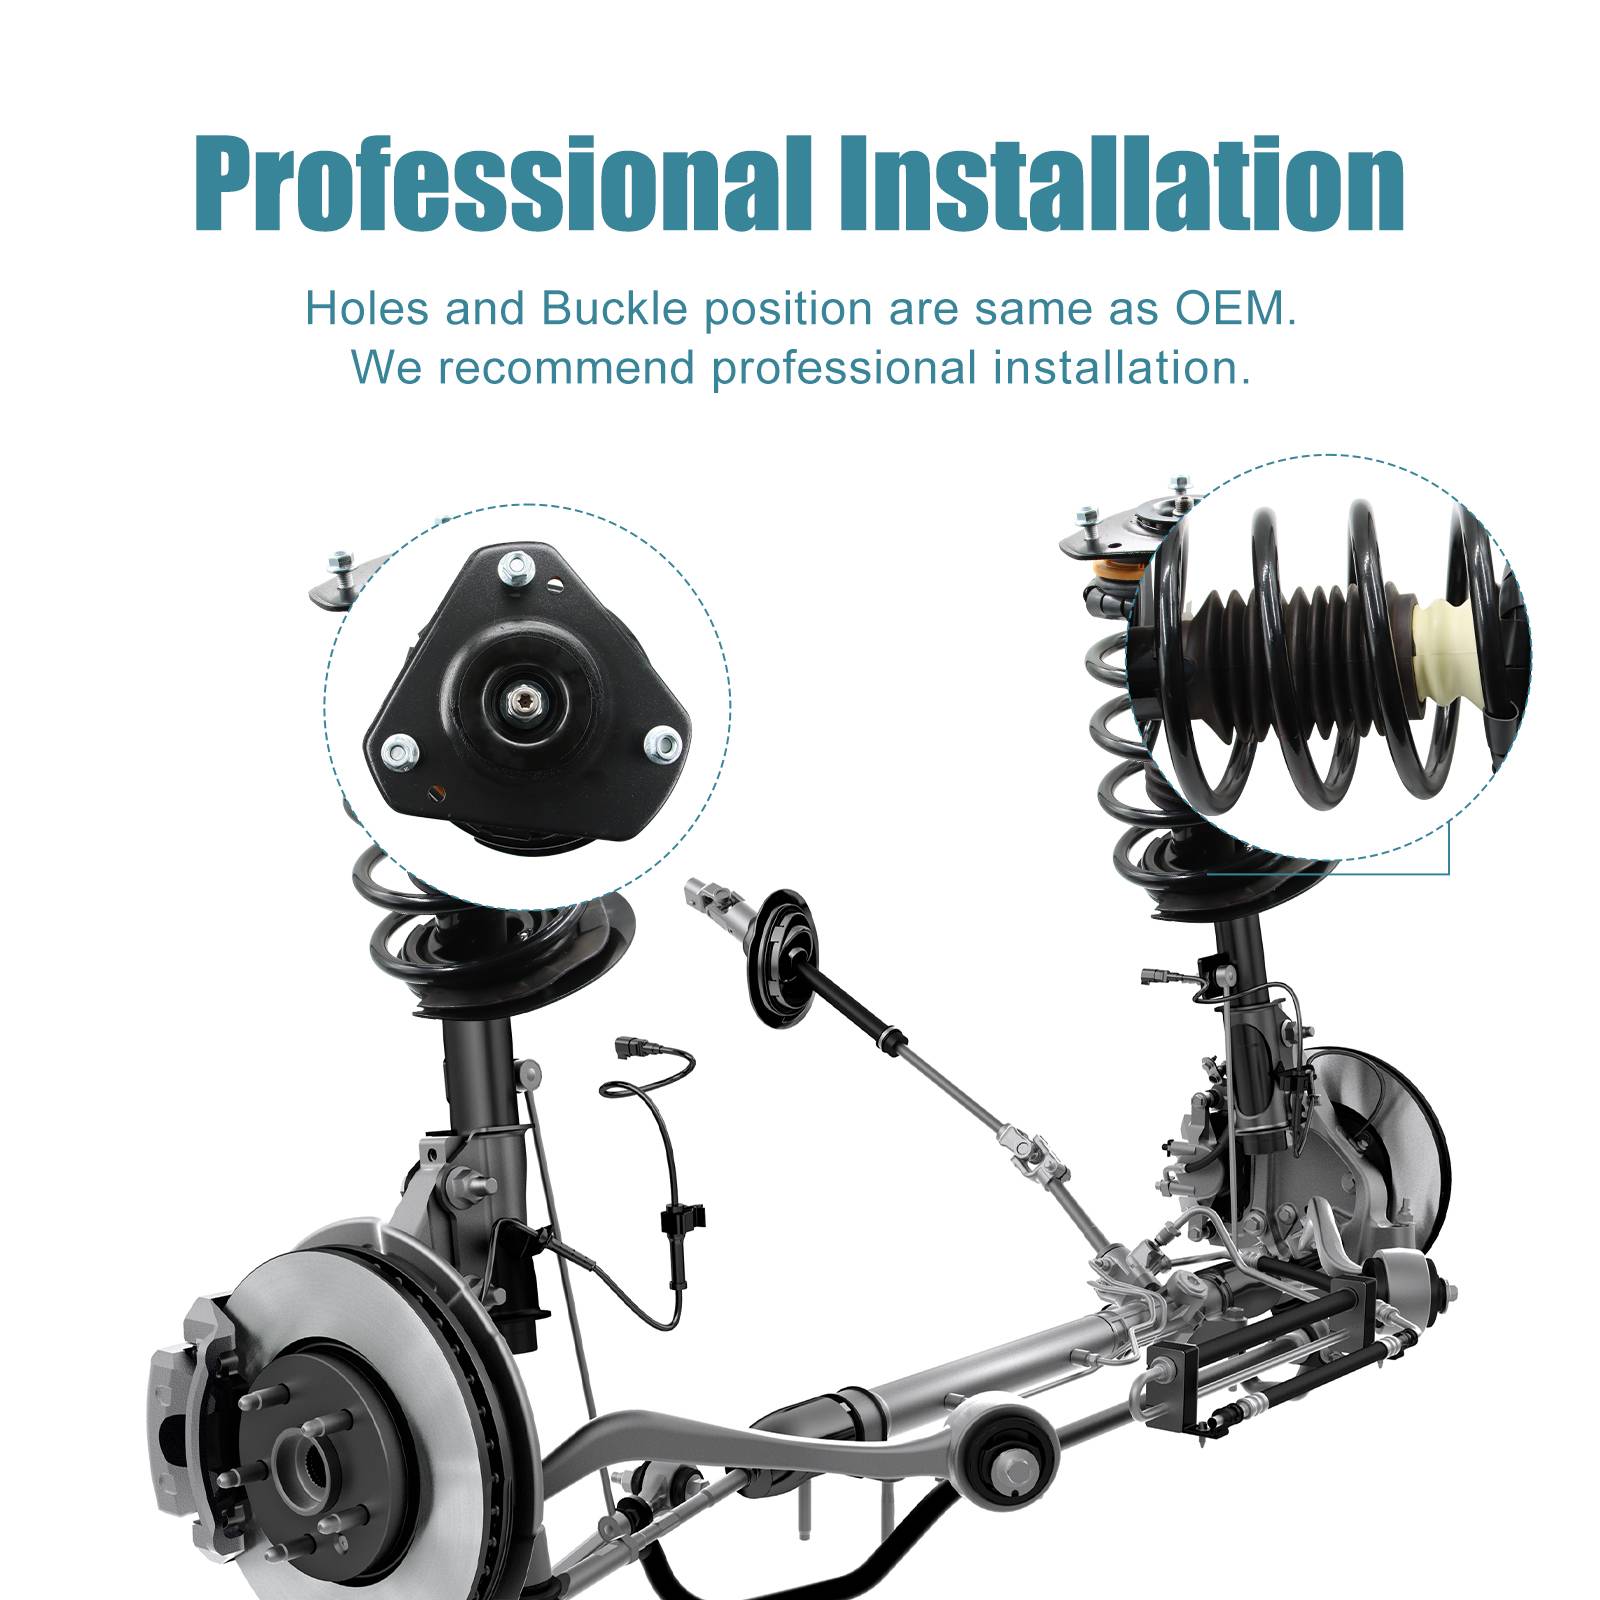 Professional Installation
Holes and Buckle position are same as OEM.
We recommend professional installation.